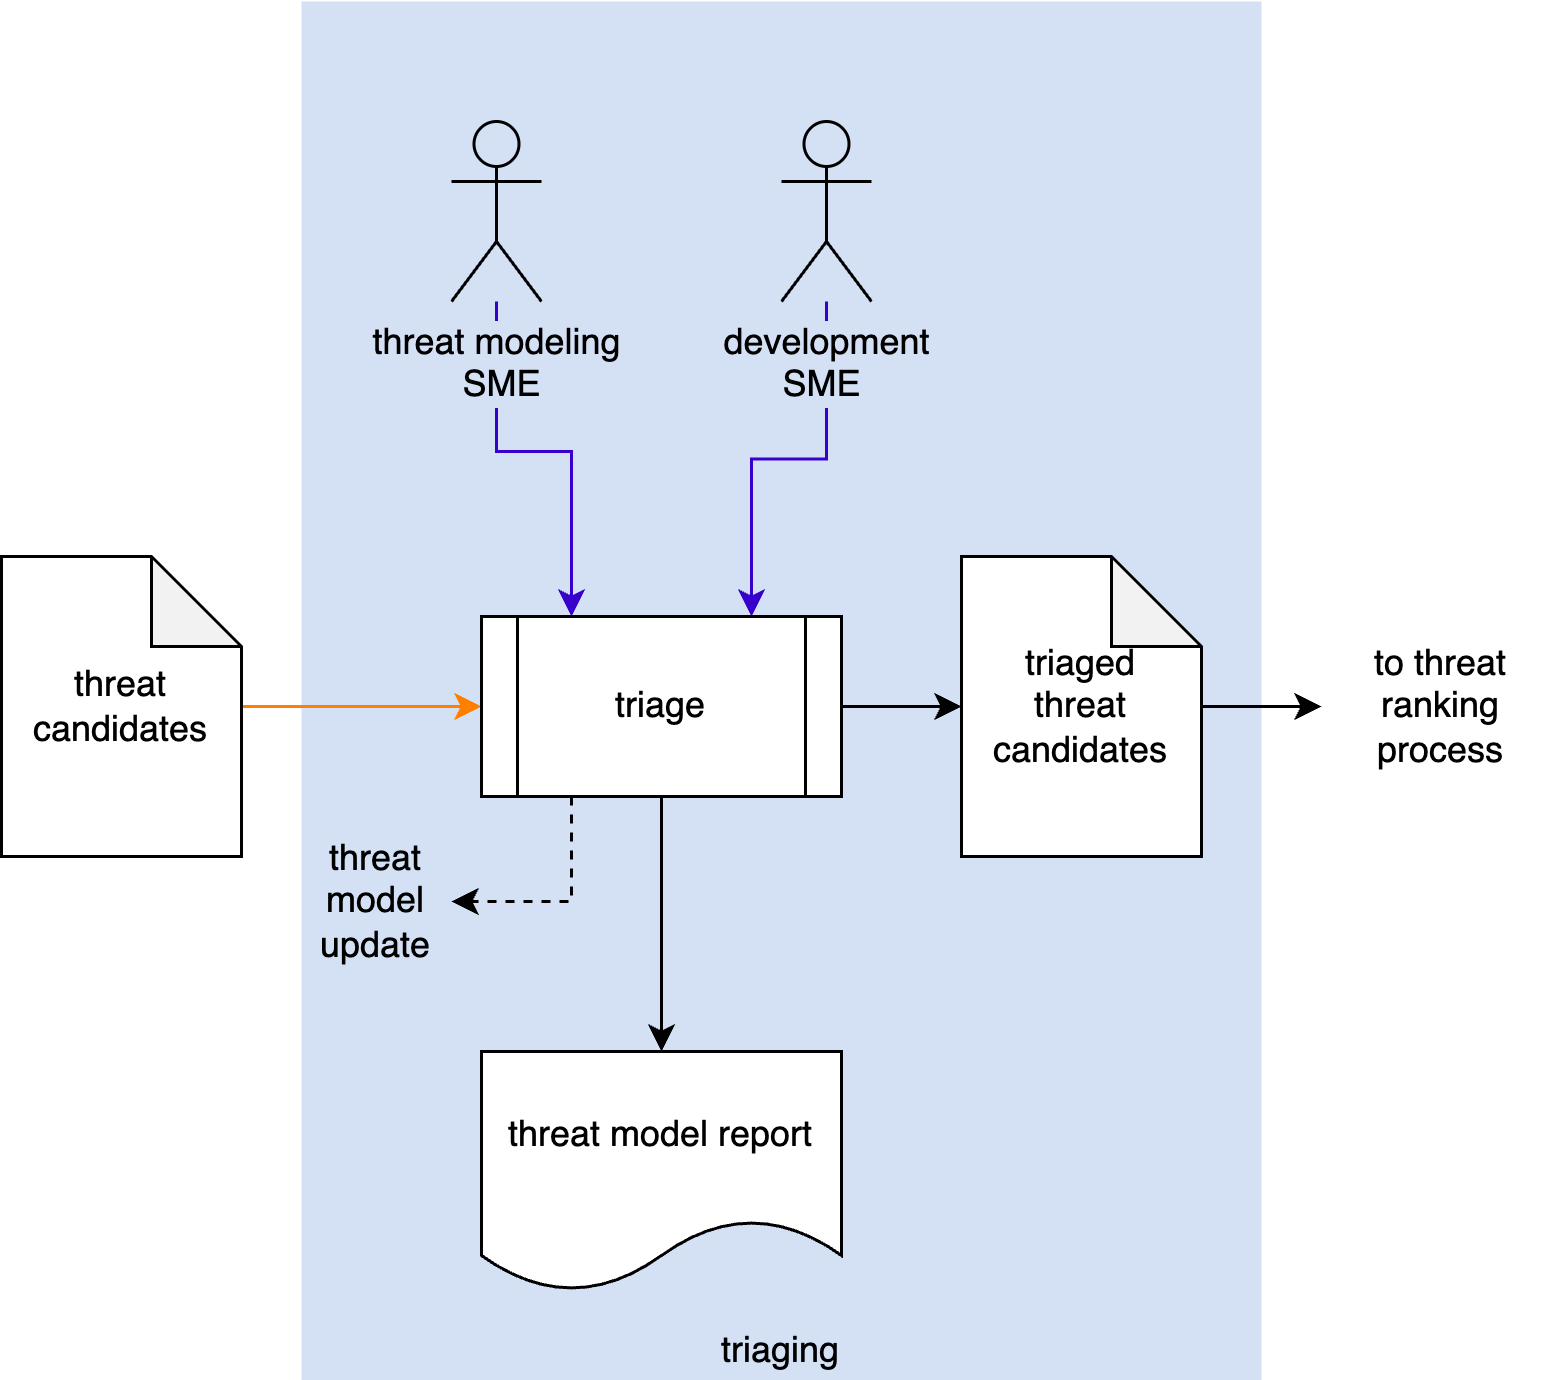 threat modeling
SME
development
SME
threat
candidates
triage
triaged
threat
candidates
to threat
ranking
process
threat
model
update
threat model report
triaging